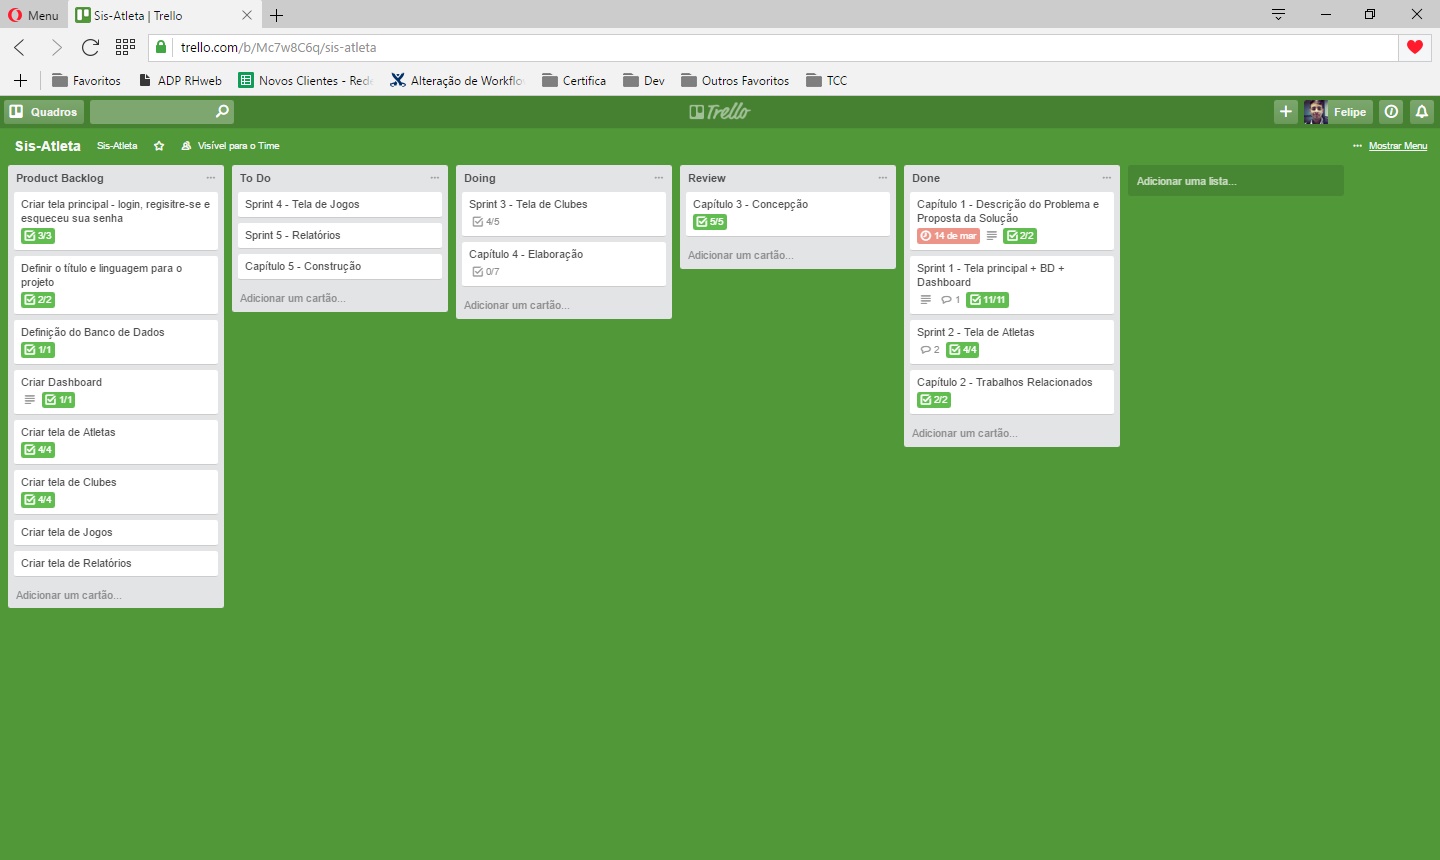 Menu
Sis-Atleta | Trello
trello.com/b/Mc7w8C6q/sis-atleta
Favoritos
ADP RHweb
Novos Clientes - Rede
Alteração de Workflo
Certifica
Dev
Outros Favoritos
TCC
Quadros
Trello
Felipe
Sis-Atleta
Sis-Atleta
Visível para o Time
Mostrar Menu
Product Backlog
Criar tela principal - login, regisitre-se e
esqueceu sua senha
3/3
Definir o título e linguagem para o
projeto
2/2
Definição do Banco de Dados
1/1
Criar Dashboard
1/1
Criar tela de Atletas
4/4
Criar tela de Clubes
4/4
Criar tela de Jogos
Criar tela de Relatórios
Adicionar um cartão...
To Do
Sprint 4 - Tela de Jogos
Sprint 5 - Relatórios
Capítulo 5 - Construção
Adicionar um cartão...
Doing
Sprint 3 - Tela de Clubes
4/5
Capítulo 4 - Elaboração
0/7
Adicionar um cartão...
Review
Capítulo 3 - Concepção
5/5
Adicionar um cartão...
Done
Capítulo 1 - Descrição do Problema e
Proposta da Solução
14 de mar
2/2
Sprint 1 - Tela principal + BD +
Dashboard
1
11/11
Sprint 2 - Tela de Atletas
2
4/4
Capítulo 2 - Trabalhos Relacionados
2/2
Adicionar um cartão...
Adicionar uma lista...